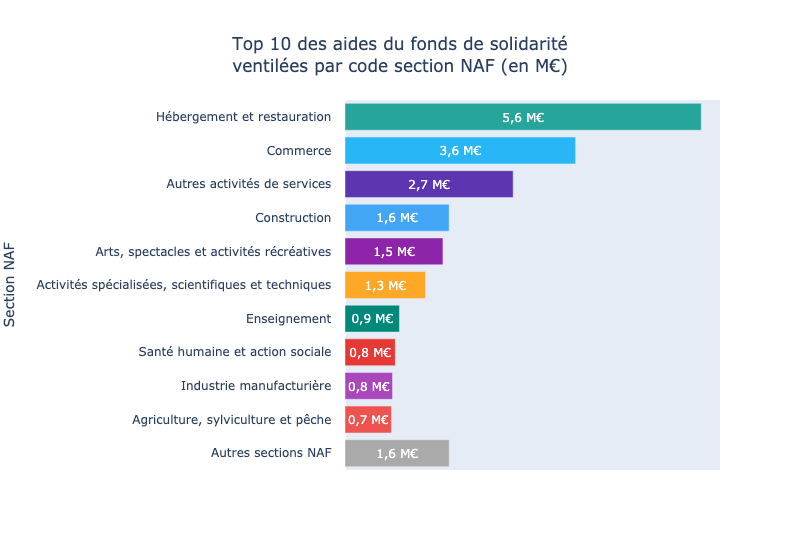 Top 10 des aides du fonds de solidarité
ventilées par code section NAF (en M€)
Section NAF
Hébergement et restauration 5,6 M€
Commerce 3,6 M€
Autres activités de services 2,7 M€
Construction 1,6 M€
Arts, spectacles et activités récréatives 1,5 M€
Activités spécialisées, scientifiques et techniques 1,3 M€
Enseignement 0,9 M€
Santé humaine et action sociale 0,8 M€
Industrie manufacturière 0,8 M€
Agriculture, sylviculture et pêche 0,7 M€
Autres sections NAF 1,6 M€